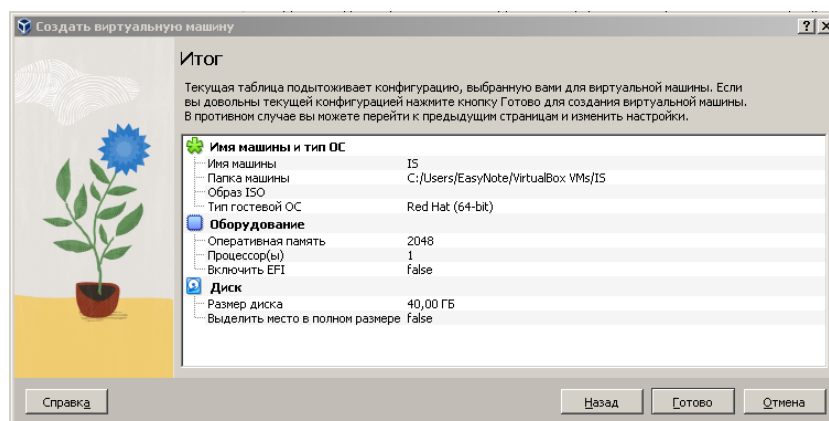 Создать виртуальную машину
Итог
Текущая таблица подытоживает конфигурацию, выбранную вами для виртуальной машины. Если
вы довольны текущей конфигурацией нажмите кнопку Готово для создания виртуальной машины.
В противном случае вы можете перейти к предыдущим страницам и изменить настройки.
Имя машины и тип ОС
Имя машины IS
Папка машины C:/Users/EasyNote/VirtualBox VMs/IS
Образ ISO
Тип гостевой ОС Red Hat (64-bit)
Оборудование
Оперативная память 2048
Процессор(ы) 1
Включить EFI false
Диск
Размер диска 40,00 ГБ
Выделить место в полном размере false
Справка Назад Готово Отмена